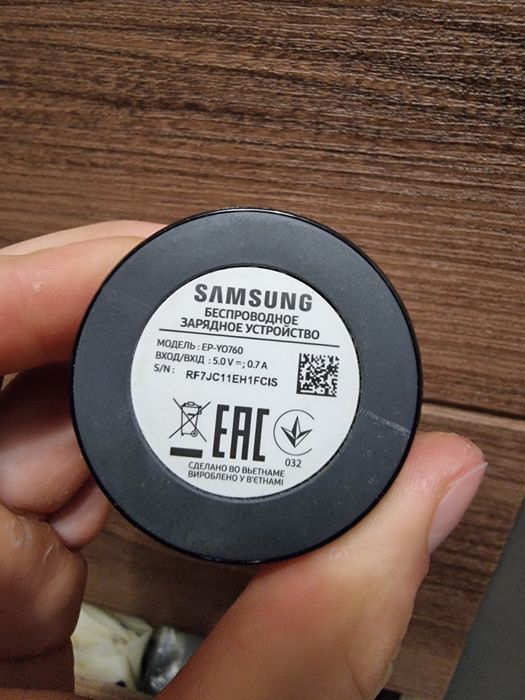 SAMSUNG
БЕСПРОВОДНОЕ
ЗАРЯДНОЕ УСТРОЙСТВО
МОДЕЛЬ : EP-YO760
ВХОД/ВХІД : 5.0 V ⎓; 0.7 A
S/N : RF7JC11EH1FCIS
EAC
032
СДЕЛАНО ВО ВЬЕТНАМЕ
ВИРОБЛЕНО У В'ЄТНАМІ